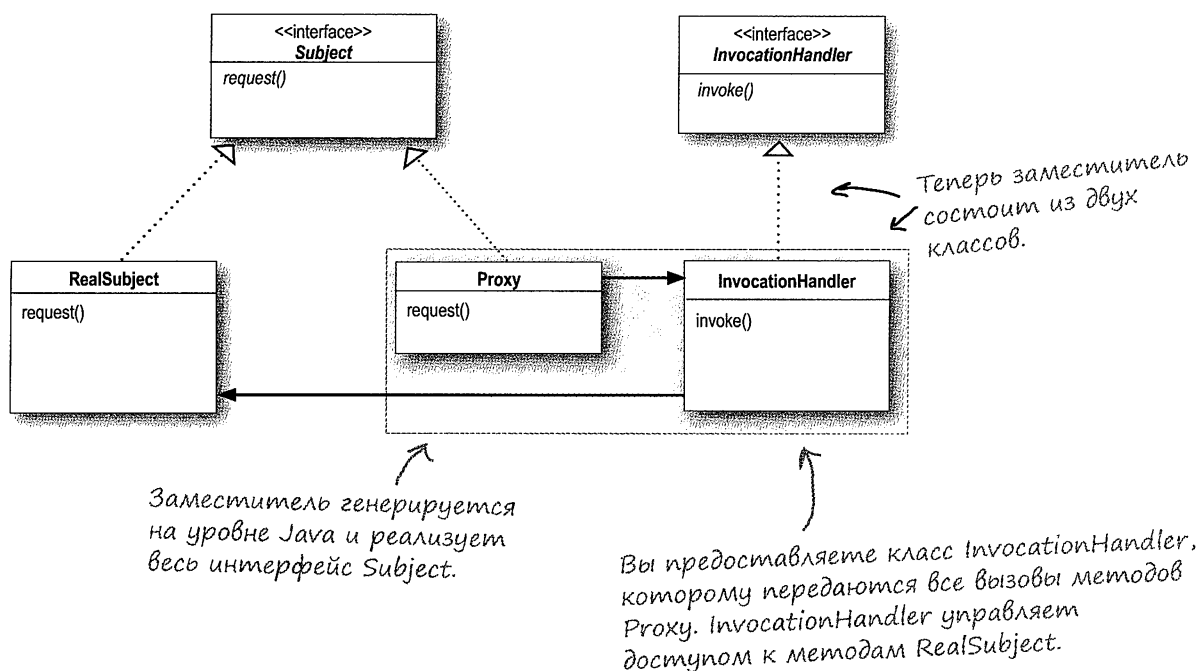 <<interface>>
Subject
request()
<<interface>>
InvocationHandler
invoke()
Теперь заместитель
состоит из двух
классов.
RealSubject
request()
Proxy
request()
InvocationHandler
invoke()
Заместитель генерируется
на уровне Java и реализует
весь интерфейс Subject.
Вы предоставляете класс InvocationHandler,
которому передаются все вызовы методов
Proxy. InvocationHandler управляет
доступом к методам RealSubject.